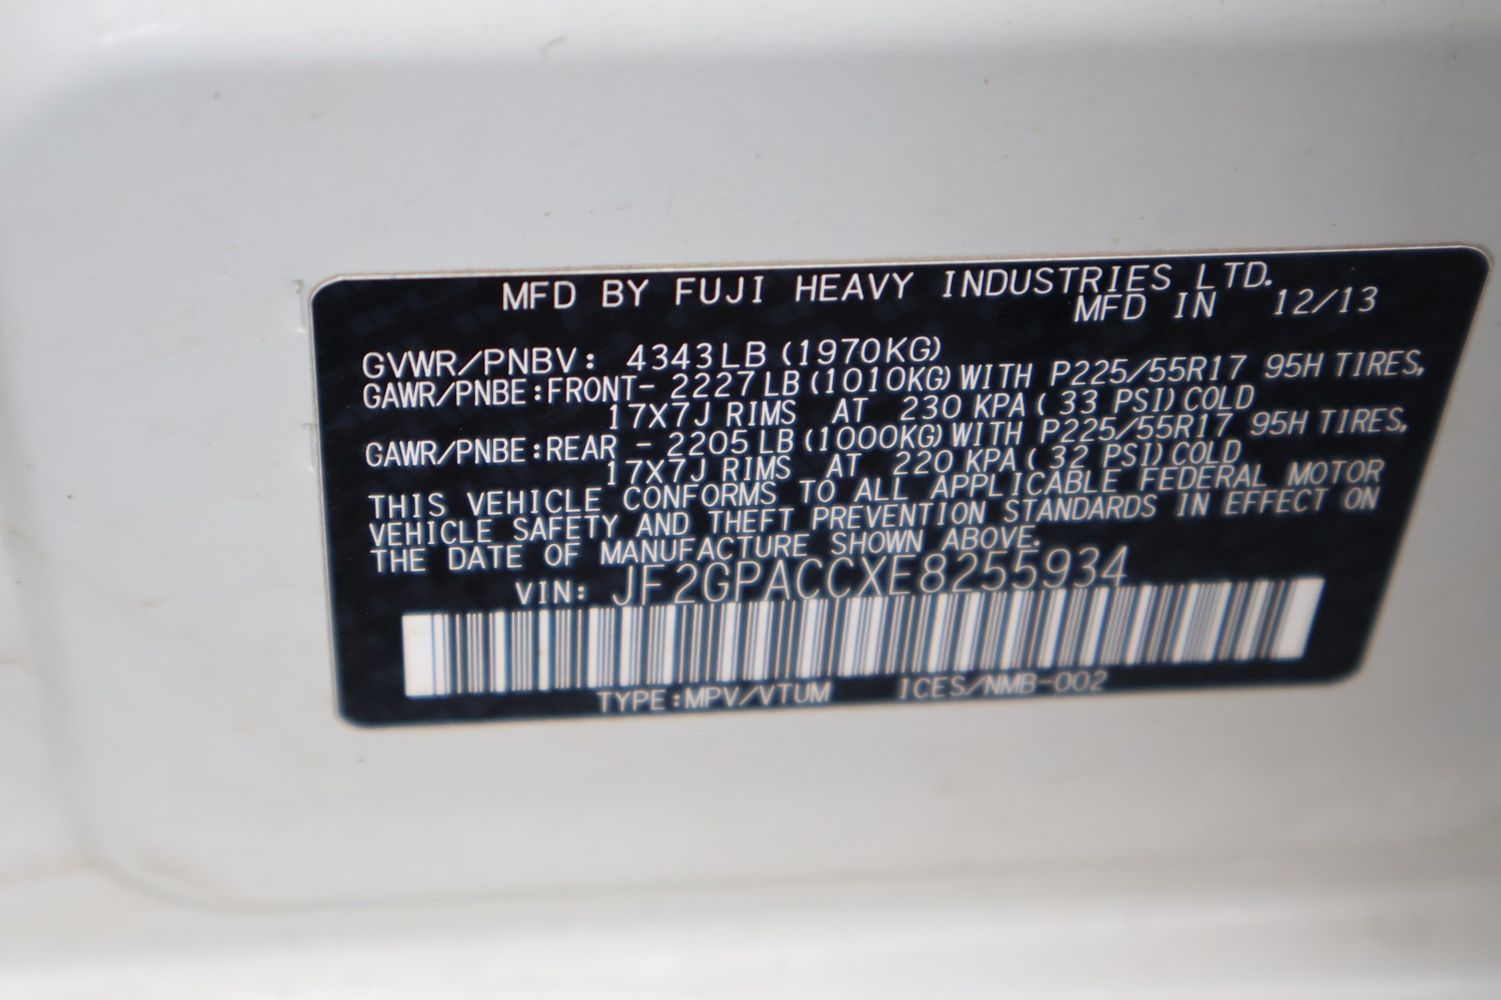 MFD BY FUJI HEAVY INDUSTRIES LTD.
MFD IN 12/13
GVWR/PNBV: 4343LB (1970KG)
GAWR/PNBE:FRONT- 2227LB (1010KG) WITH P225/55R17 95H TIRES,
17X7J RIMS AT 230 KPA ( 33 PSI) COLD
GAWR/PNBE:REAR - 2205LB (1000KG) WITH P225/55R17 95H TIRES,
17X7J RIMS AT 220 KPA ( 32 PSI) COLD
THIS VEHICLE CONFORMS TO ALL APPLICABLE FEDERAL MOTOR
VEHICLE SAFETY AND THEFT PREVENTION STANDARDS IN EFFECT ON
THE DATE OF MANUFACTURE SHOWN ABOVE.
VIN: JF2GPACCXE8255934
TYPE:MPV/VTUM ICES/NMB-002